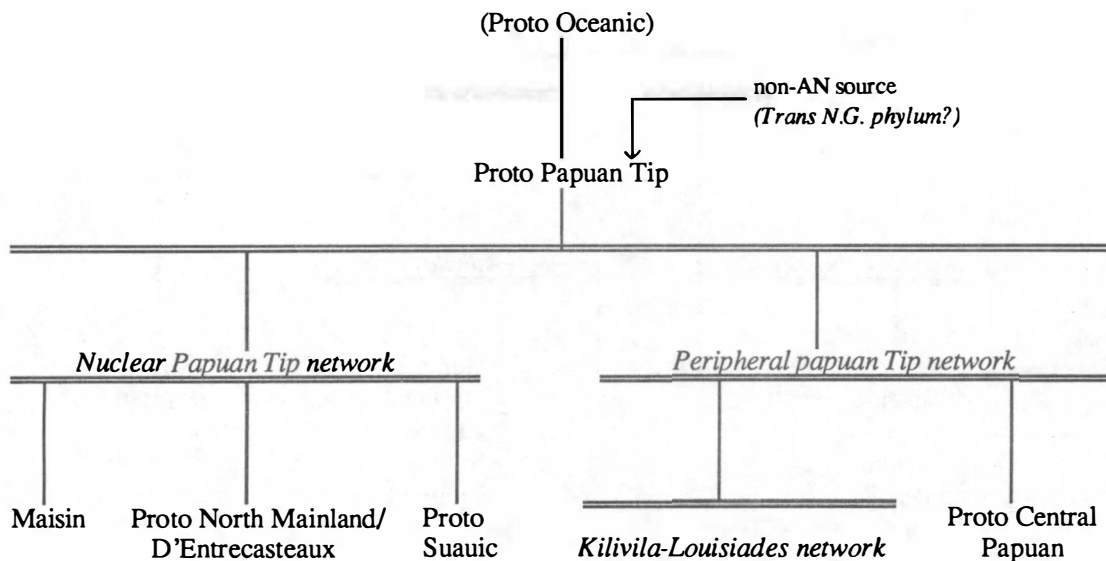 (Proto Oceanic)
non-AN source
(Trans N.G. phylum?)
Proto Papuan Tip
Nuclear Papuan Tip network
Peripheral papuan Tip network
Maisin
Proto North Mainland/
D'Entrecasteaux
Proto
Suauic
Kilivila-Louisiades network
Proto Central
Papuan